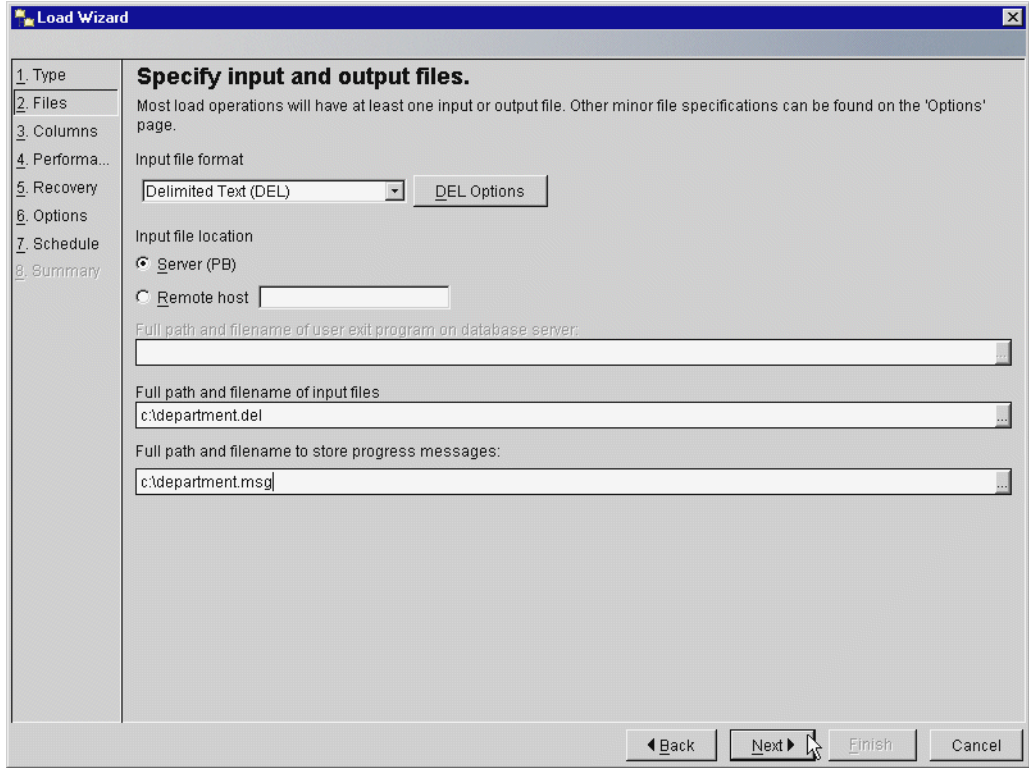 Load Wizard
1. Type
2. Files
3. Columns
4. Performa...
5. Recovery
6. Options
7. Schedule
8. Summary
Specify input and output files.
Most load operations will have at least one input or output file. Other minor file specifications can be found on the 'Options'
page.
Input file format
Delimited Text (DEL)
DEL Options
Input file location
Server (PB)
Remote host
Full path and filename of user exit program on database server:
...
Full path and filename of input files
c:\department.del
...
Full path and filename to store progress messages:
c:\department.msg
...
Back
Next
Finish
Cancel